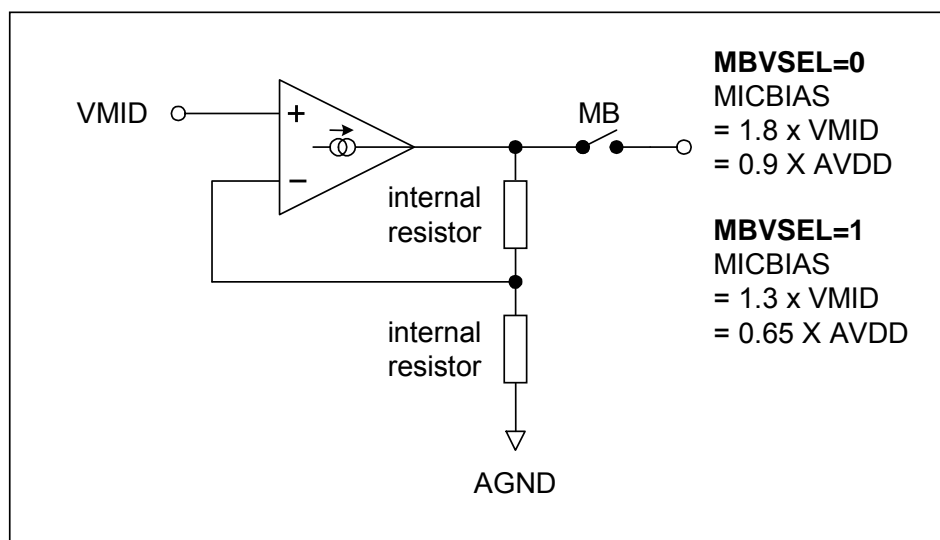 VMID
+
−
MB
internal
resistor
internal
resistor
AGND
MBVSEL=0
MICBIAS
= 1.8 x VMID
= 0.9 X AVDD
MBVSEL=1
MICBIAS
= 1.3 x VMID
= 0.65 X AVDD